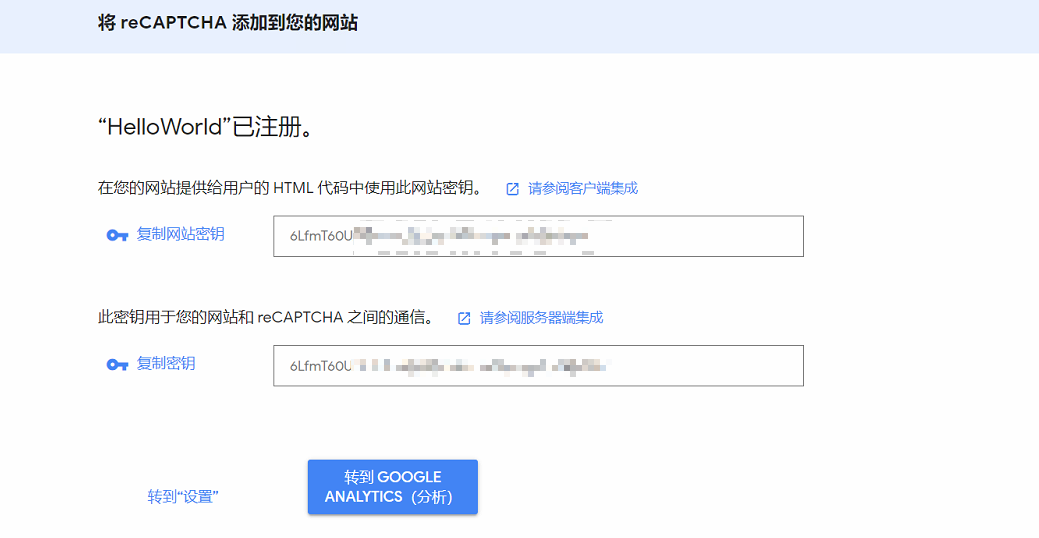 将 reCAPTCHA 添加到您的网站
“HelloWorld”已注册。
在您的网站提供给用户的 HTML 代码中使用此网站密钥。 请参阅客户端集成
复制网站密钥 6LfmT60U
此密钥用于您的网站和 reCAPTCHA 之间的通信。 请参阅服务器端集成
复制密钥 6LfmT60U
转到“设置”
转到 GOOGLE
ANALYTICS（分析）